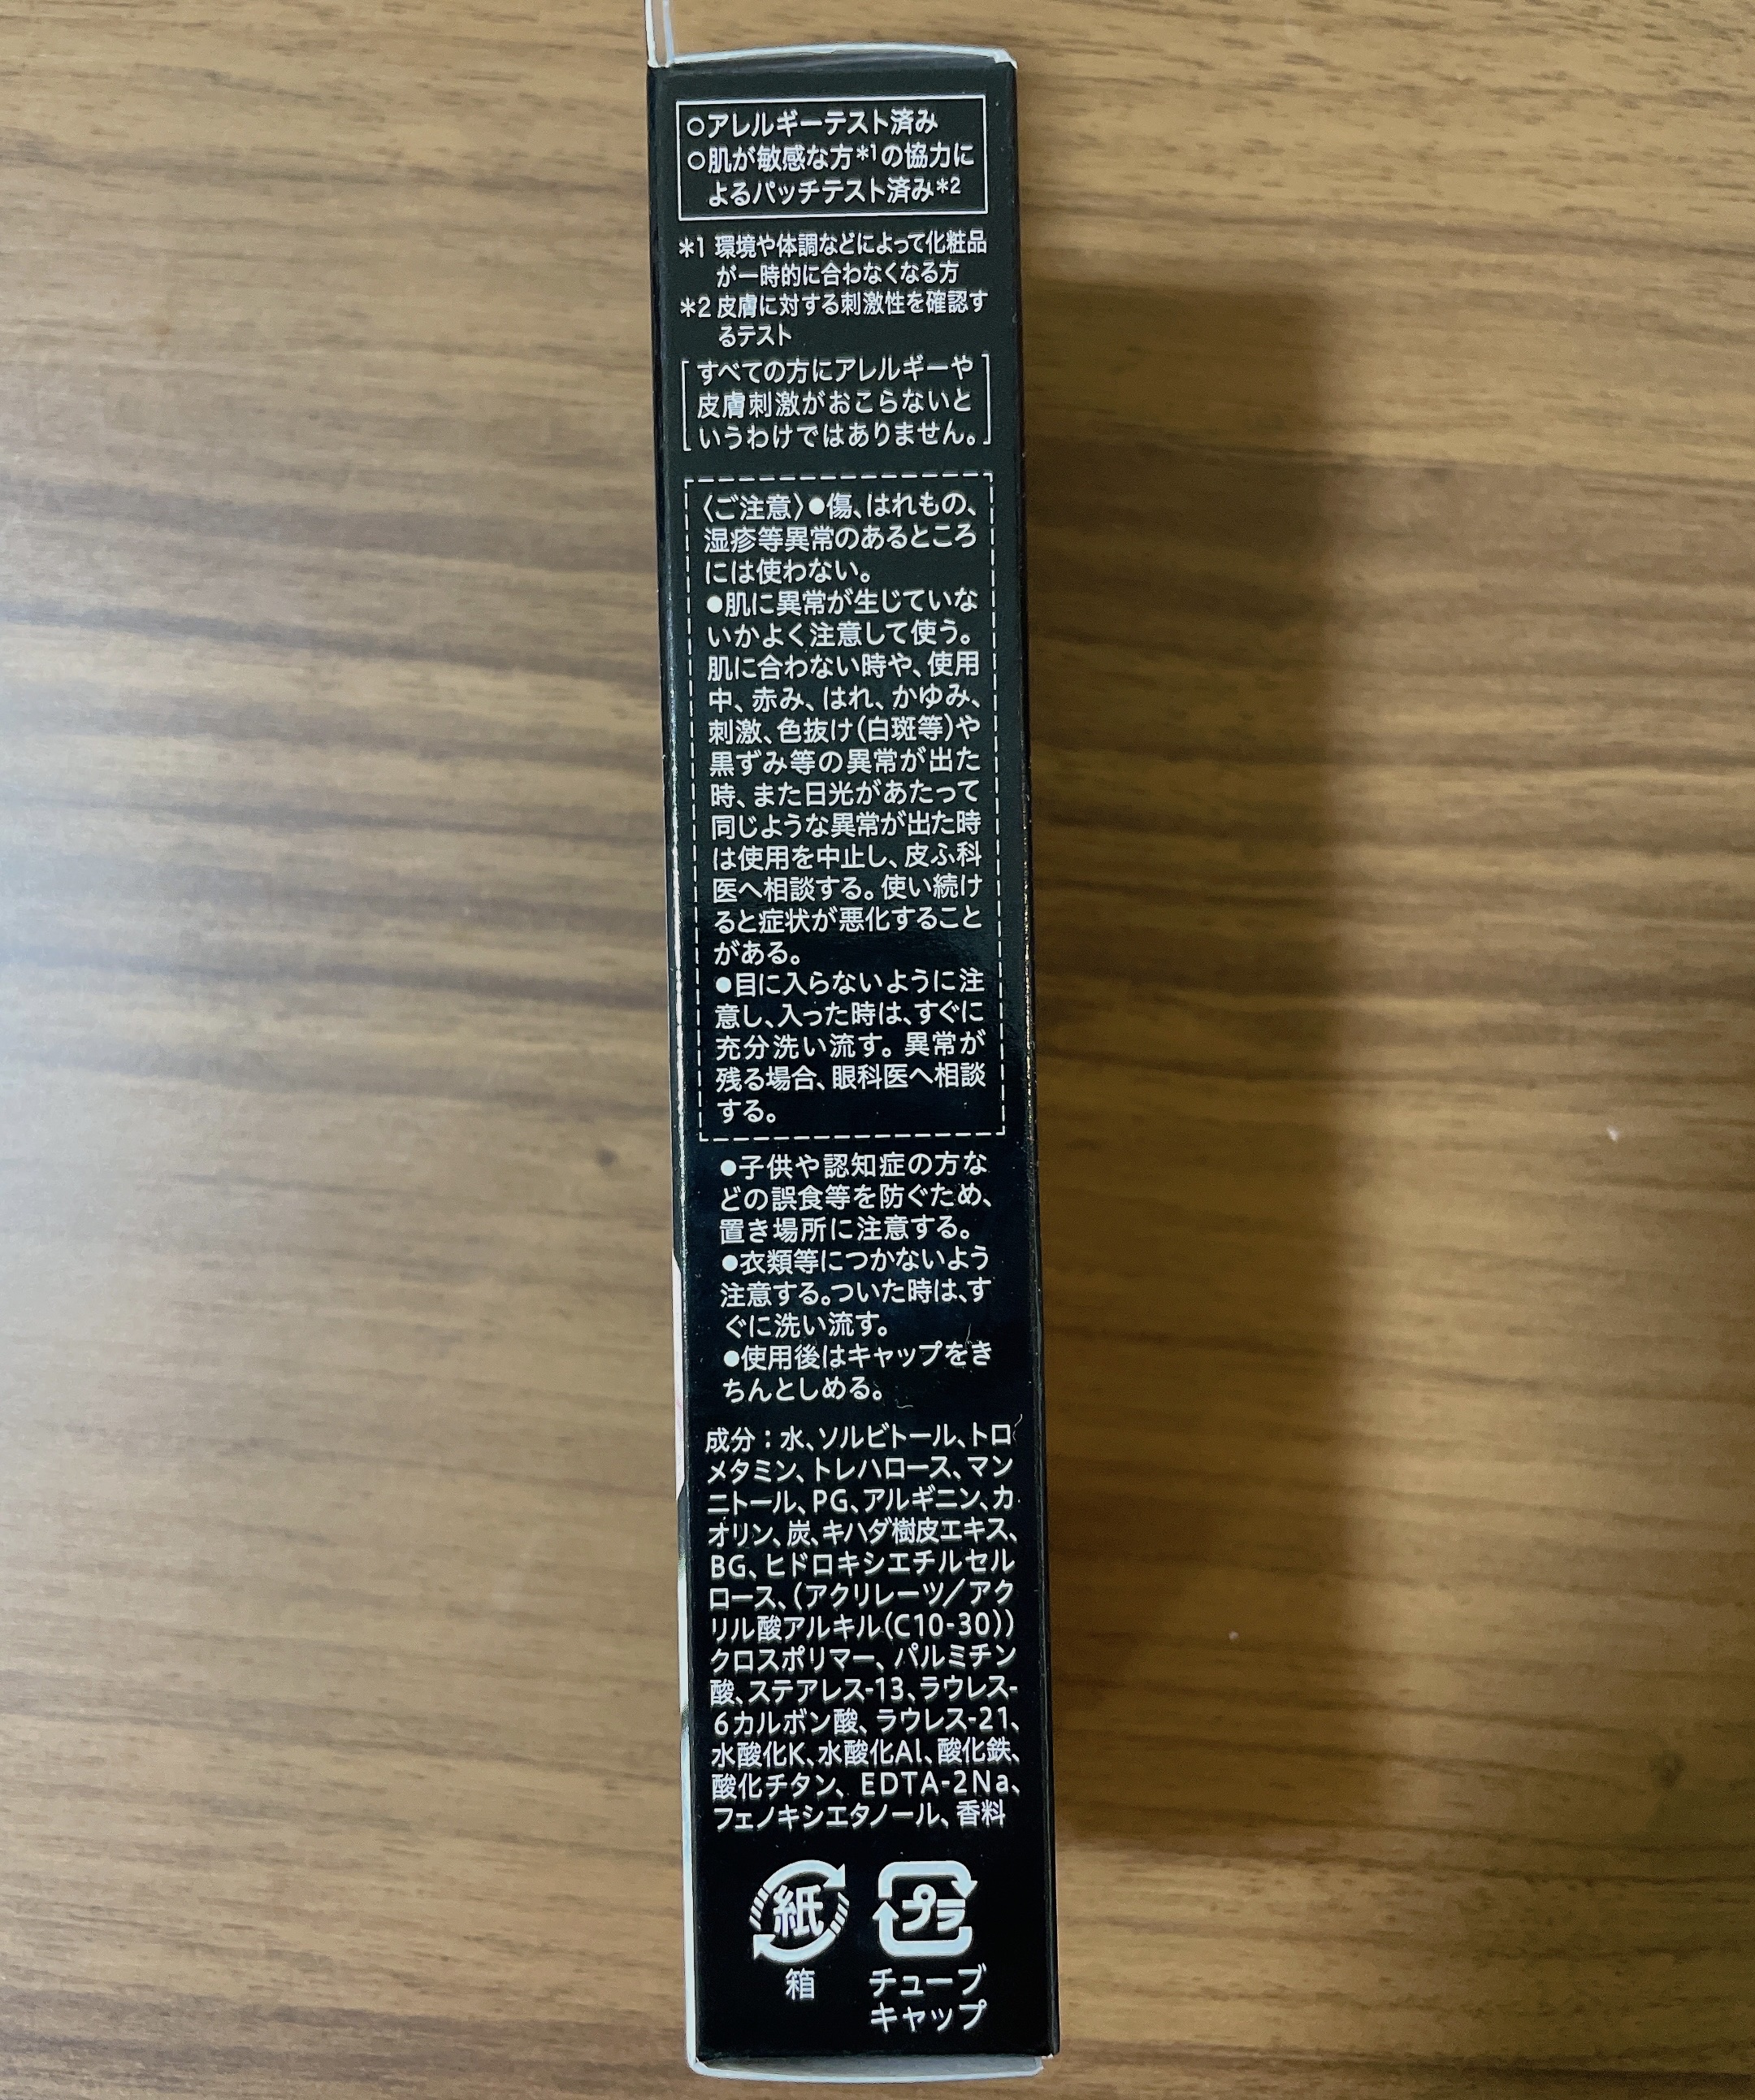 ○アレルギーテスト済み
○肌が敏感な方*1の協力に
よるパッチテスト済み*2
*1 環境や体調などによって化粧品
が一時的に合わなくなる方
*2 皮膚に対する刺激性を確認す
るテスト
すべての方にアレルギーや
皮膚刺激がおこらないと
いうわけではありません。
〈ご注意〉●傷、はれもの、
湿疹等異常のあるところ
には使わない。
●肌に異常が生じていな
いかよく注意して使う。
肌に合わない時や、使用
中、赤み、はれ、かゆみ、
刺激、色抜け(白斑等)や
黒ずみ等の異常が出た
時、また日光があたって
同じような異常が出た時
は使用を中止し、皮ふ科
医へ相談する。使い続け
ると症状が悪化すること
がある。
●目に入らないように注
意し、入った時は、すぐに
充分洗い流す。異常が
残る場合、眼科医へ相談
する。
●子供や認知症の方な
どの誤食等を防ぐため、
置き場所に注意する。
●衣類等につかないよう
注意する。ついた時は、す
ぐに洗い流す。
●使用後はキャップをき
ちんとしめる。
成分：水、ソルビトール、トロ
メタミン、トレハロース、マン
ニトール、PG、アルギニン、カ
オリン、炭、キハダ樹皮エキス、
BG、ヒドロキシエチルセル
ロース、(アクリレーツ／アク
リル酸アルキル(C10-30))
クロスポリマー、パルミチン
酸、ステアレス-13、ラウレス-
6カルボン酸、ラウレス-21、
水酸化K、水酸化Al、酸化鉄、
酸化チタン、EDTA-2Na、
フェノキシエタノール、香料
紙 プラ
箱 チューブ
キャップ